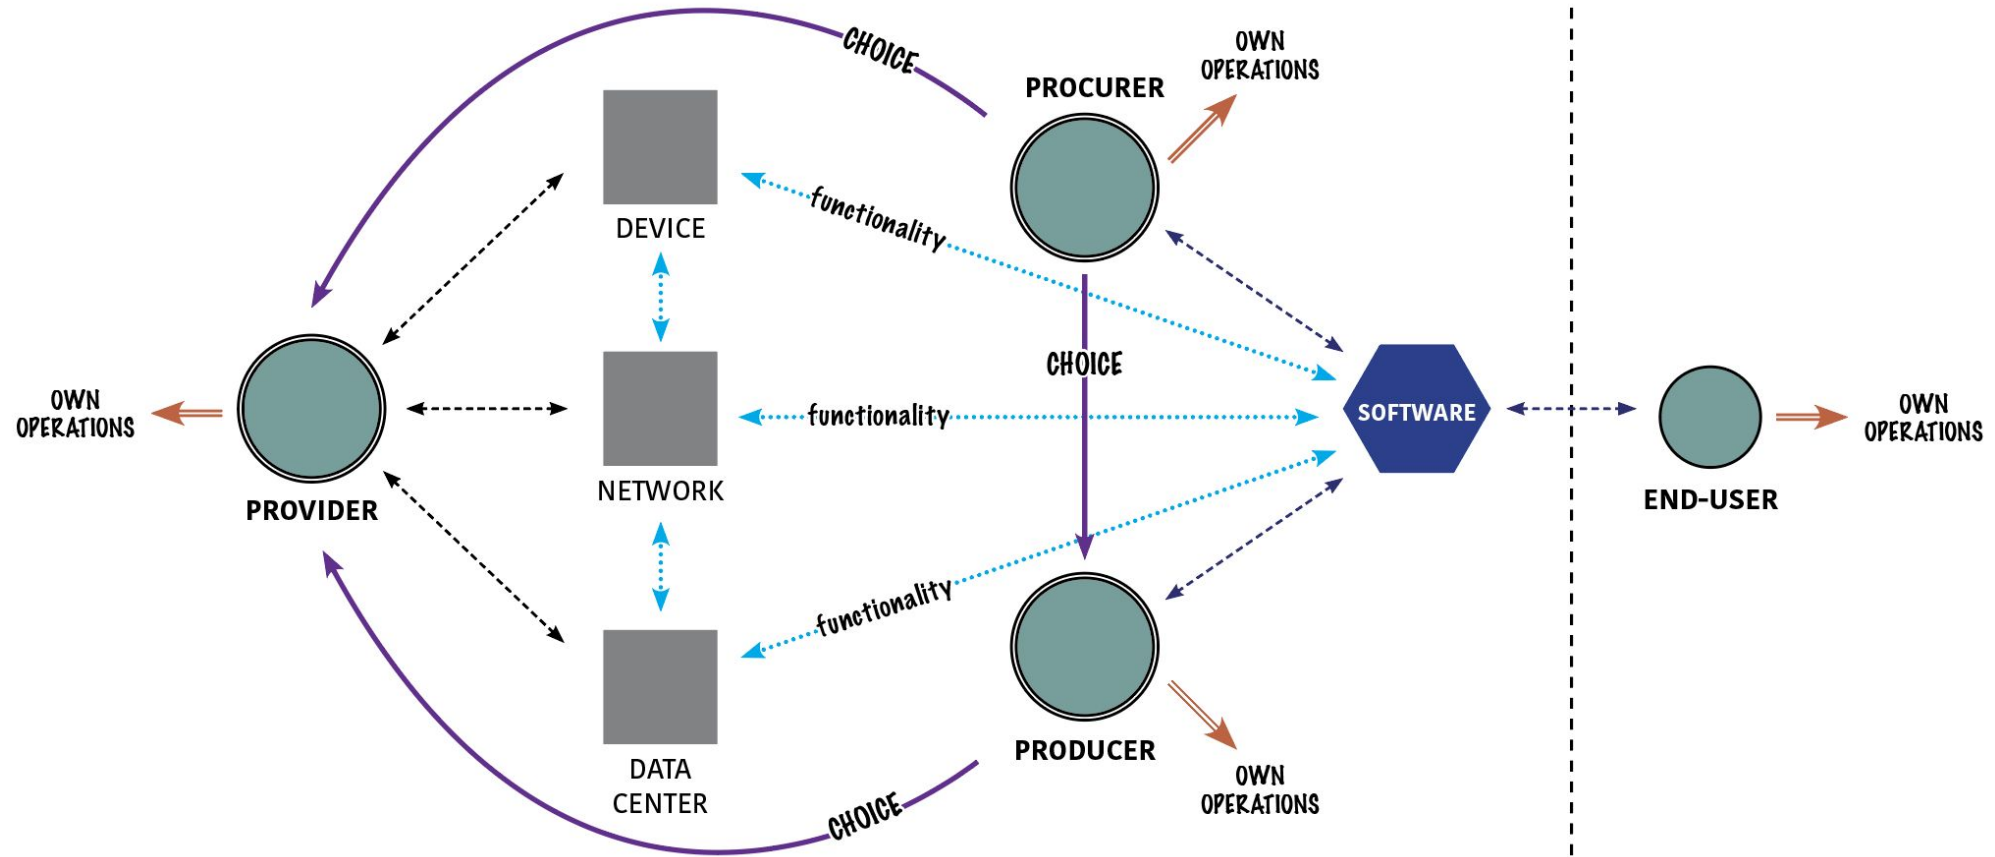 CHOICE
OWN
OPERATIONS
PROCURER
functionality
DEVICE
CHOICE
OWN
OPERATIONS
functionality
SOFTWARE
OWN
OPERATIONS
NETWORK
PROVIDER
END-USER
functionality
PRODUCER
DATA
CENTER
OWN
OPERATIONS
CHOICE